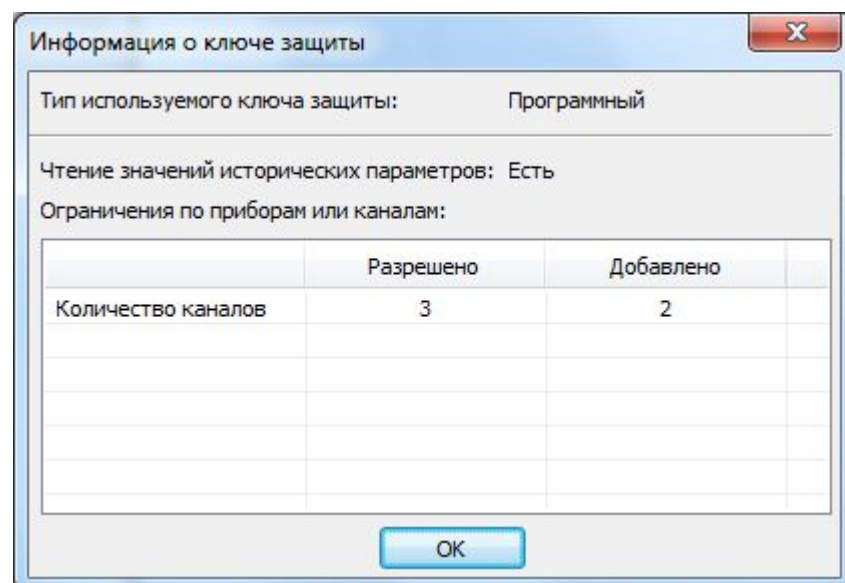 Информация о ключе защиты
Тип используемого ключа защиты: Программный
Чтение значений исторических параметров: Есть
Ограничения по приборам или каналам:
Разрешено Добавлено
Количество каналов 3 2
OK